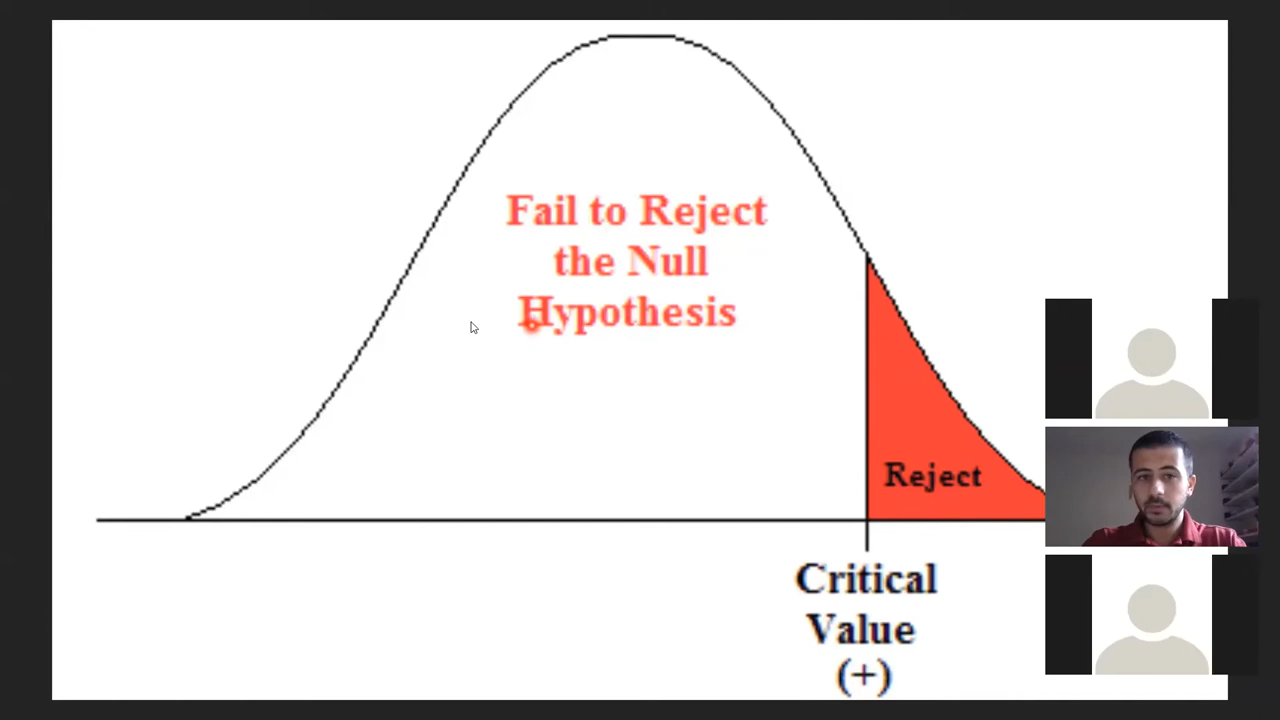 Fail to Reject
the Null
Hypothesis
Reject
Critical
Value
(+)